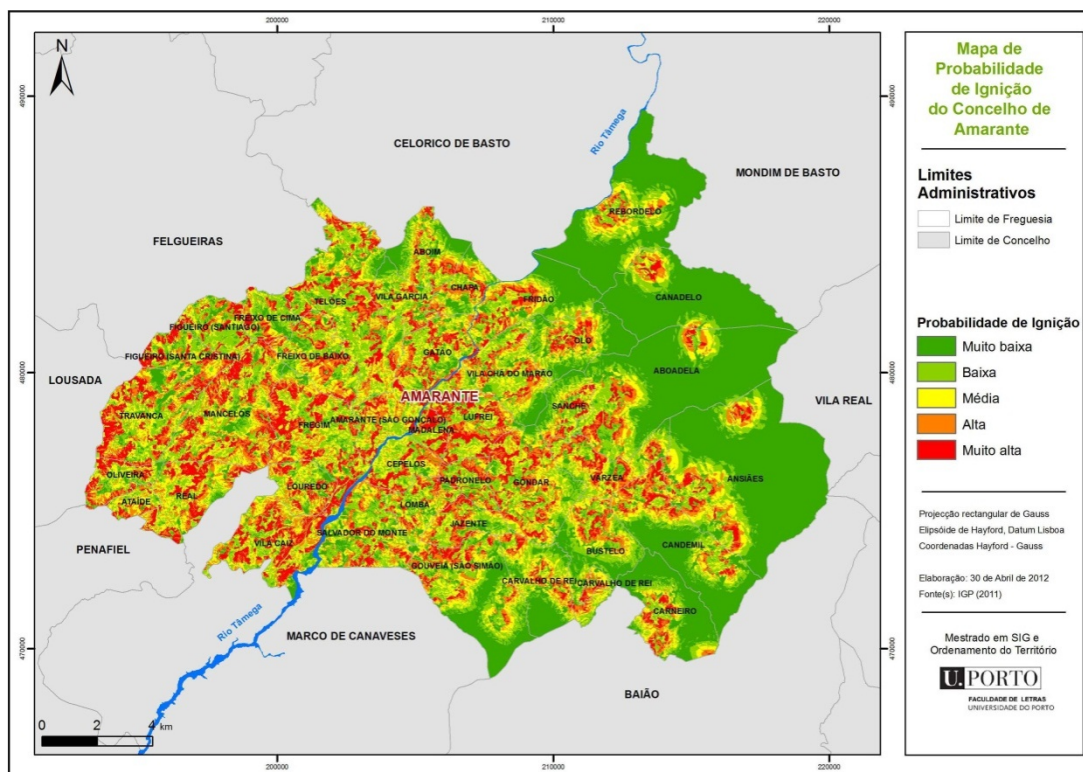 200000
210000
220000
N
490000
490000
Rio Tâmega
CELORICO DE BASTO
MONDIM DE BASTO
FELGUEIRAS
REBORDELO
ABOIM
CHAPA
VILA GARCIA
TELÕES
FRIDÃO
CANADELO
FREIXO DE CIMA
FIGUEIRÓ (SANTIAGO)
OLO
GATÃO
FIGUEIRÓ (SANTA CRISTINA)
FREIXO DE BAIXO
ABOADELA
480000
480000
VILA CHÃ DO MARÃO
LOUSADA
AMARANTE
VILA REAL
SANCHE
TRAVANCA
MANCELOS
LUFREI
AMARANTE (SÃO GONÇALO)
FREGIM
MADALENA
CEPELOS
OLIVEIRA
REAL
ATAÍDE
LOUREDO
PADRONELO
GONDAR
VÁRZEA
ANSIÃES
LOMBA
JAZENTE
SALVADOR DO MONTE
VILA CAIZ
BUSTELO
CANDEMIL
PENAFIEL
GOUVEIA (SÃO SIMÃO)
CARVALHO DE REI
CARVALHO DE REI
CARNEIRO
Rio Tâmega
MARCO DE CANAVESES
470000
470000
BAIÃO
0 2 4 km
200000
210000
220000
Mapa de
Probabilidade
de Ignição
do Concelho de
Amarante
Limites
Administrativos
Limite de Freguesia
Limite de Concelho
Probabilidade de Ignição
Muito baixa
Baixa
Média
Alta
Muito alta
Projecção rectangular de Gauss
Elipsóide de Hayford, Datum Lisboa
Coordenadas Hayford - Gauss
Elaboração: 30 de Abril de 2012
Fonte(s): IGP (2011)
Mestrado em SIG e
Ordenamento do Território
U. PORTO
FACULDADE DE LETRAS
UNIVERSIDADE DO PORTO